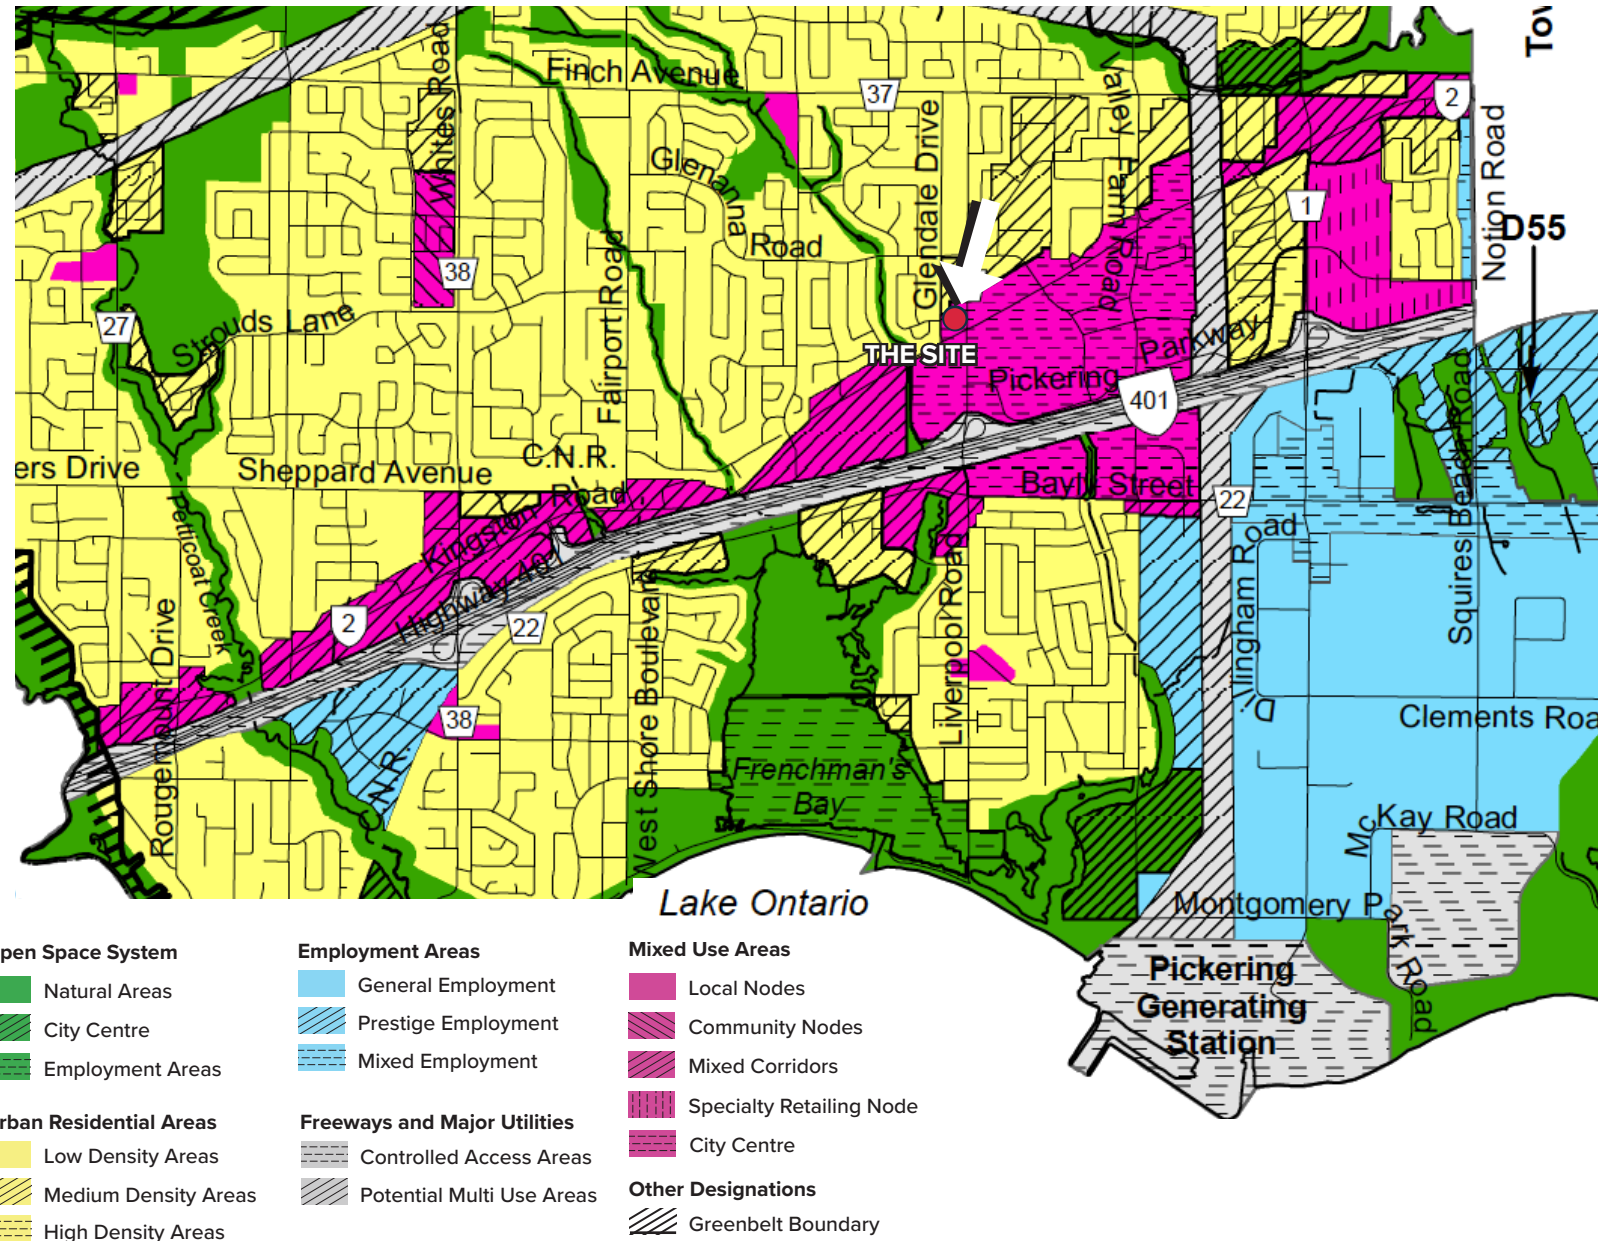 Tov
Finch Avenue
37
2
Whites Road
Valley Farm Road
Glendale Drive
Notion Road
Glenanna
Road
1
D55
38
Fairport Road
27
Strouds Lane
THE SITE
Parkway
Pickering
401
ers Drive
Sheppard Avenue
C.N.R.
Road
Bayly Street
22
Kingston
Squires Beach Road
Petticoat Creek
Highway 401
Road
Dillingham
2
22
Rougemount Drive
West Shore Boulevard
Liverpool Road
38
Clements Roa
C.N.R.
Frenchman's
Bay
McKay Road
Lake Ontario
Montgomery Park Road
Pickering
Generating
Station
pen Space System
Natural Areas
City Centre
Employment Areas
rban Residential Areas
Low Density Areas
Medium Density Areas
High Density Areas
Employment Areas
General Employment
Prestige Employment
Mixed Employment
Freeways and Major Utilities
Controlled Access Areas
Potential Multi Use Areas
Mixed Use Areas
Local Nodes
Community Nodes
Mixed Corridors
Specialty Retailing Node
City Centre
Other Designations
Greenbelt Boundary